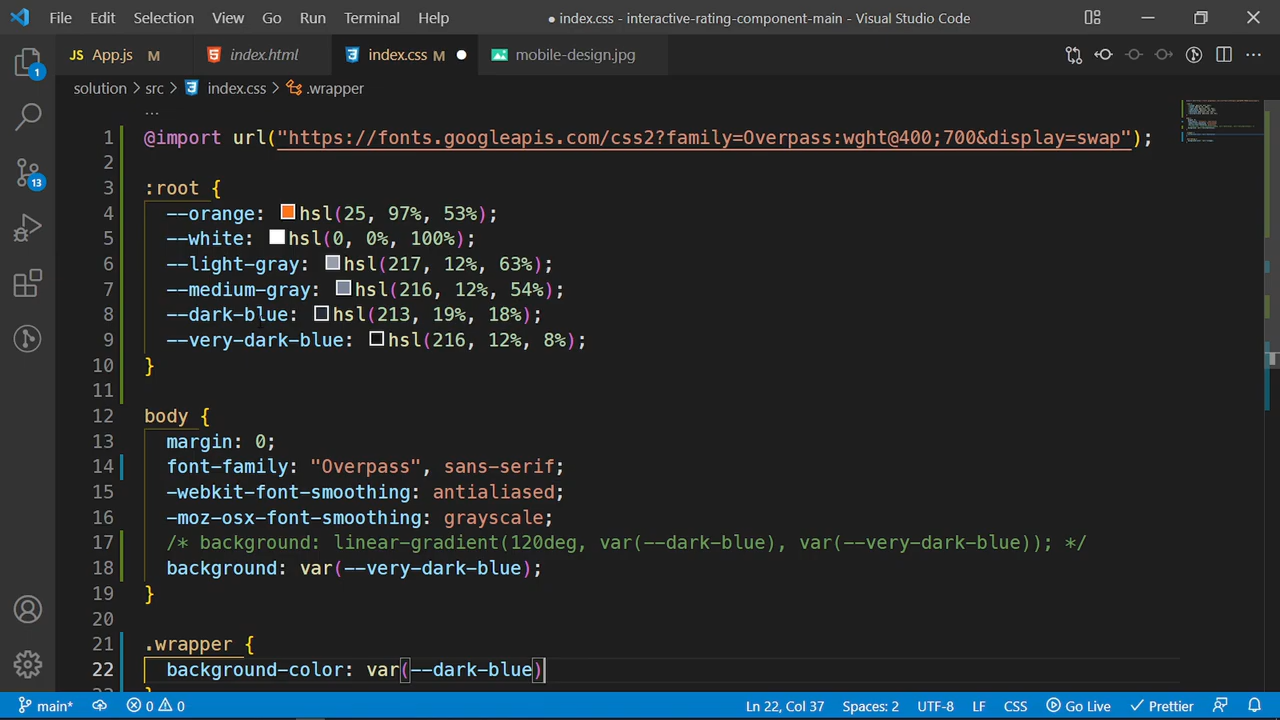 File Edit Selection View Go Run Terminal Help ● index.css - interactive-rating-component-main - Visual Studio Code
JS App.js M index.html index.css M ● mobile-design.jpg ...
solution > src > index.css > .wrapper
...
1 @import url("https://fonts.googleapis.com/css2?family=Overpass:wght@400;700&display=swap");
2
3 :root {
4 --orange: hsl(25, 97%, 53%);
5 --white: hsl(0, 0%, 100%);
6 --light-gray: hsl(217, 12%, 63%);
7 --medium-gray: hsl(216, 12%, 54%);
8 --dark-blue: hsl(213, 19%, 18%);
9 --very-dark-blue: hsl(216, 12%, 8%);
10 }
11
12 body {
13 margin: 0;
14 font-family: "Overpass", sans-serif;
15 -webkit-font-smoothing: antialiased;
16 -moz-osx-font-smoothing: grayscale;
17 /* background: linear-gradient(120deg, var(--dark-blue), var(--very-dark-blue)); */
18 background: var(--very-dark-blue);
19 }
20
21 .wrapper {
22 background-color: var(--dark-blue)
1
13
main* 0 0 Ln 22, Col 37 Spaces: 2 UTF-8 LF CSS Go Live Prettier